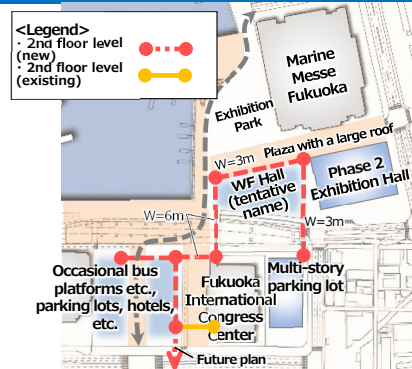 <Legend>
· 2nd floor level
(new)
· 2nd floor level
(existing)
Marine
Messe
Fukuoka
Exhibition
Park
Plaza with a large roof
W=3m
WF Hall
(tentative
name)
Phase 2
Exhibition Hall
W=3m
W=6m
Occasional bus
platforms etc.,
parking lots, hotels,
etc.
Fukuoka
International
Congress
Center
Multi-story
parking lot
Future plan